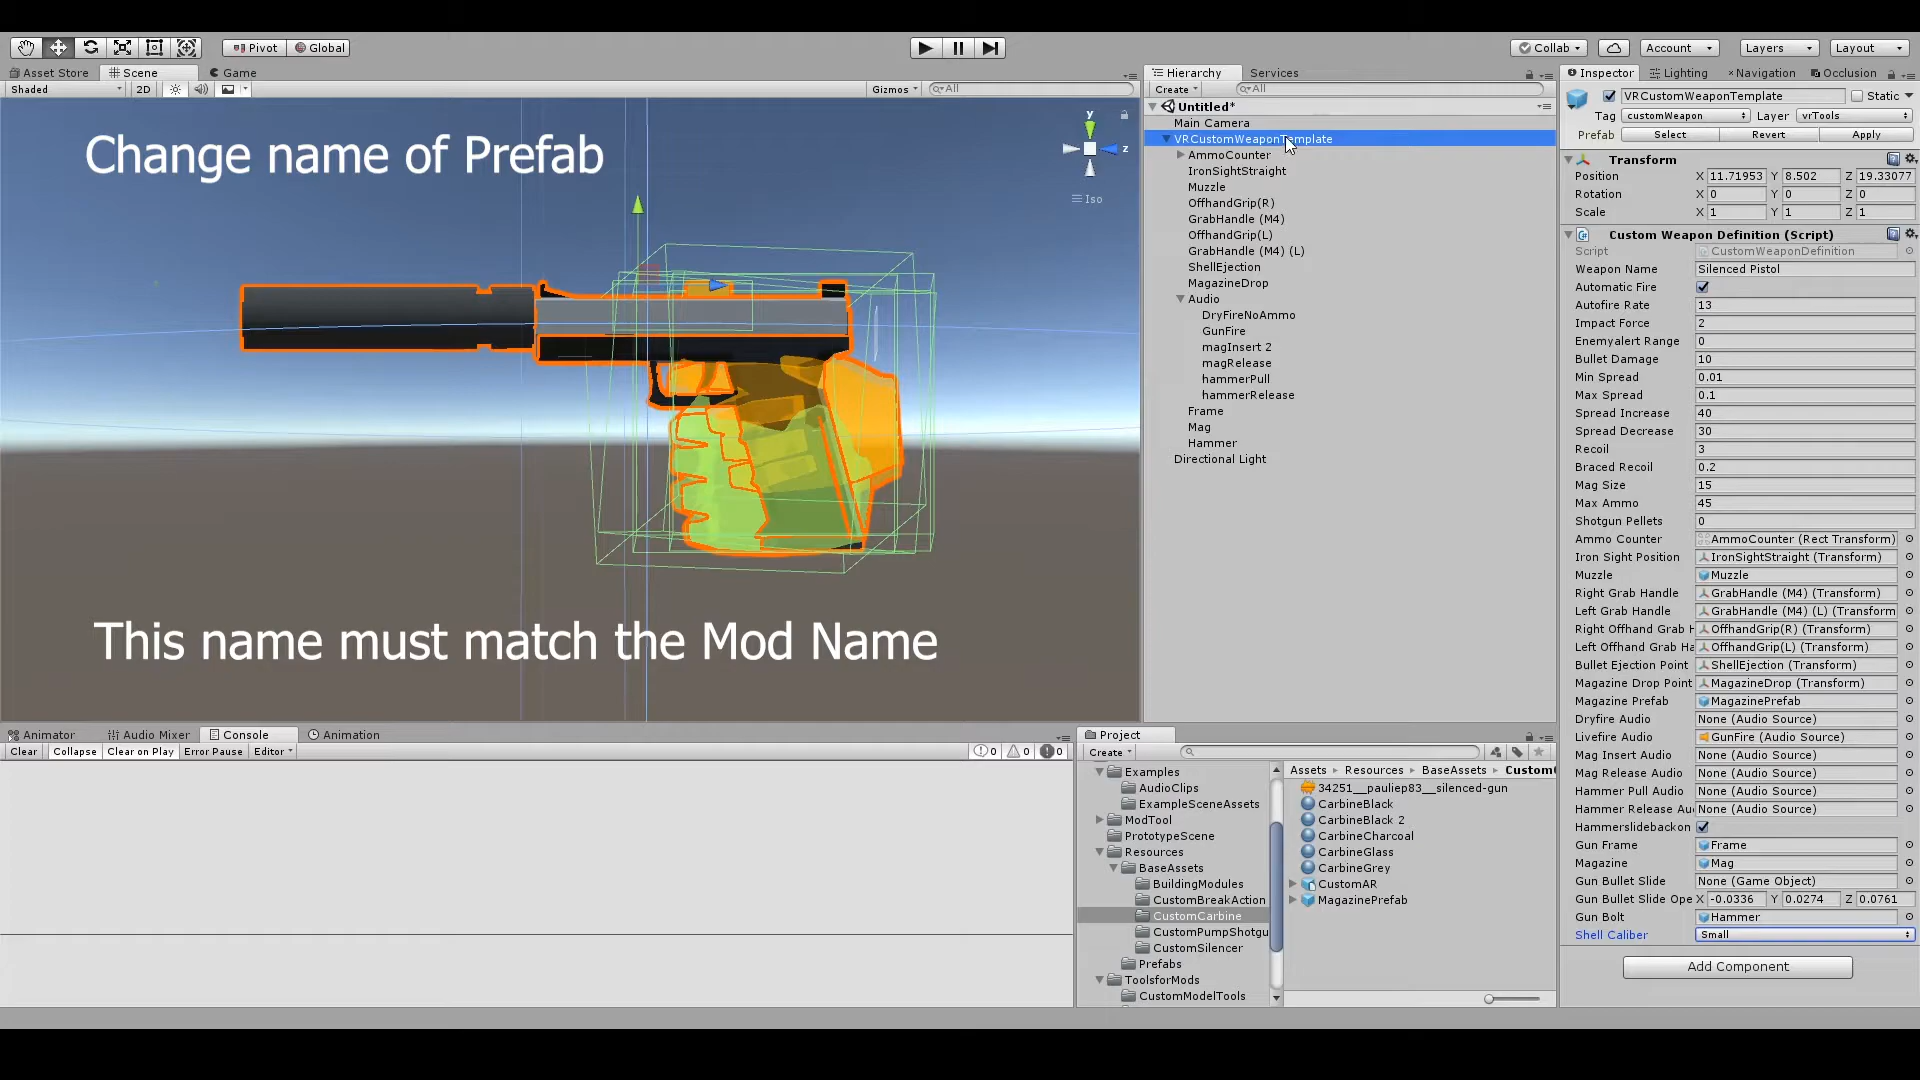 Pivot Global Collab Account Layers Layout
Asset Store Scene Game
Shaded 2D Gizmos All
Change name of Prefab
y
z
Iso
This name must match the Mod Name
Hierarchy Services
Create All
Untitled*
Main Camera
VRCustomWeaponTemplate
AmmoCounter
IronSightStraight
Muzzle
OffhandGrip(R)
GrabHandle (M4)
OffhandGrip(L)
GrabHandle (M4) (L)
ShellEjection
MagazineDrop
Audio
DryFireNoAmmo
GunFire
magInsert 2
magRelease
hammerPull
hammerRelease
Frame
Mag
Hammer
Directional Light
Inspector Lighting Navigation Occlusion
VRCustomWeaponTemplate Static
Tag customWeapon Layer vrTools
Prefab Select Revert Apply
Transform
Position X 11.71953 Y 8.502 Z 19.33077
Rotation X 0 Y 0 Z 0
Scale X 1 Y 1 Z 1
Custom Weapon Definition (Script)
Script CustomWeaponDefinition
Weapon Name Silenced Pistol
Automatic Fire
Autofire Rate 13
Impact Force 2
Enemyalert Range 0
Bullet Damage 10
Min Spread 0.01
Max Spread 0.1
Spread Increase 40
Spread Decrease 30
Recoil 3
Braced Recoil 0.2
Mag Size 15
Max Ammo 45
Shotgun Pellets 0
Ammo Counter AmmoCounter (Rect Transform)
Iron Sight Position IronSightStraight (Transform)
Muzzle Muzzle
Right Grab Handle GrabHandle (M4) (Transform)
Left Grab Handle GrabHandle (M4) (L) (Transform
Right Offhand Grab H OffhandGrip(R) (Transform)
Left Offhand Grab Ha OffhandGrip(L) (Transform)
Bullet Ejection Point ShellEjection (Transform)
Magazine Drop Point MagazineDrop (Transform)
Magazine Prefab MagazinePrefab
Dryfire Audio None (Audio Source)
Livefire Audio GunFire (Audio Source)
Mag Insert Audio None (Audio Source)
Mag Release Audio None (Audio Source)
Hammer Pull Audio None (Audio Source)
Hammer Release Au None (Audio Source)
Hammerslidebackon
Gun Frame Frame
Magazine Mag
Gun Bullet Slide None (Game Object)
Gun Bullet Slide Ope X -0.0336 Y 0.0274 Z 0.0761
Gun Bolt Hammer
Shell Caliber Small
Add Component
Animator Audio Mixer Console Animation
Clear Collapse Clear on Play Error Pause Editor 0 0 0
Project
Create
Examples
AudioClips
ExampleSceneAssets
ModTool
PrototypeScene
Resources
BaseAssets
BuildingModules
CustomBreakAction
CustomCarbine
CustomPumpShotgu
CustomSilencer
Prefabs
ToolsforMods
CustomModelTools
Assets Resources BaseAssets Custom
34251__pauliep83__silenced-gun
CarbineBlack
CarbineBlack 2
CarbineCharcoal
CarbineGlass
CarbineGrey
CustomAR
MagazinePrefab